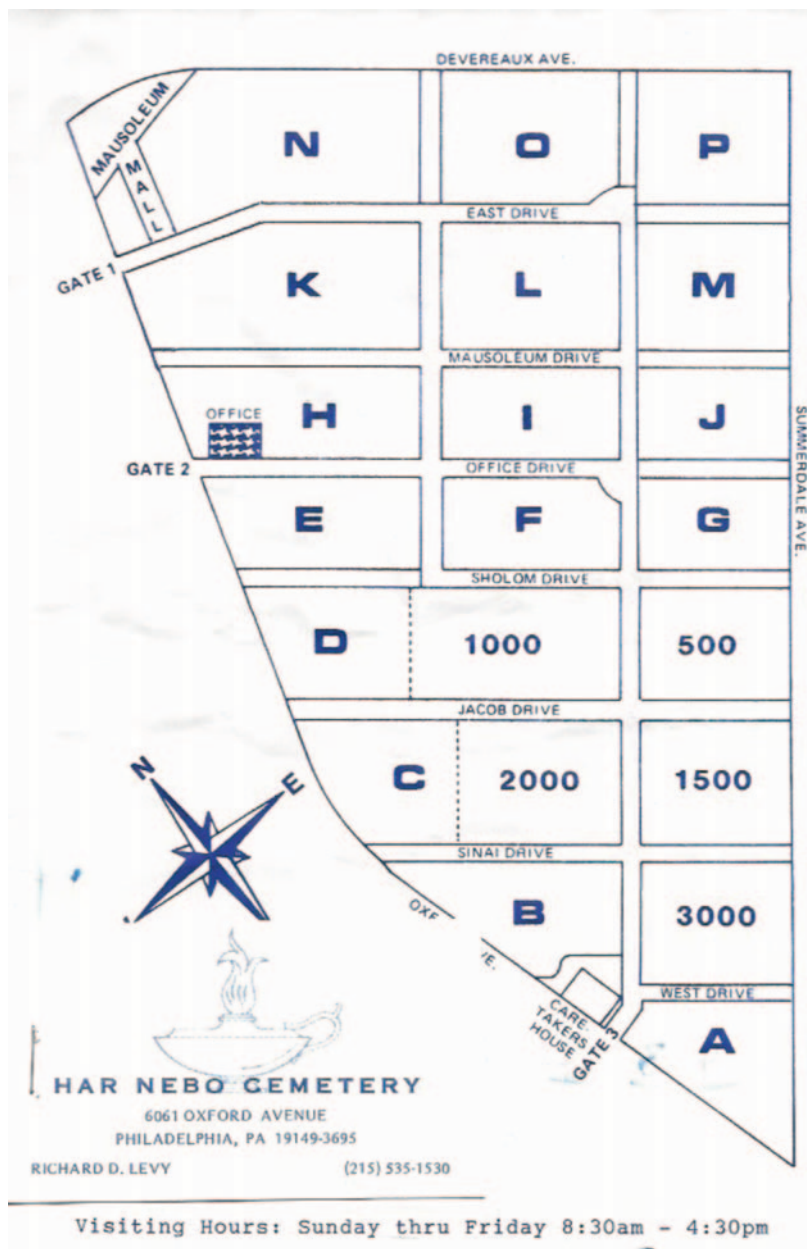 DEVEREAUX AVE.
MAUSOLEUM
MALL
N
O
P
EAST DRIVE
GATE 1
K
L
M
MAUSOLEUM DRIVE
OFFICE
H
I
J
SUMMERDALE AVE.
GATE 2
OFFICE DRIVE
E
F
G
SHOLOM DRIVE
D
1000
500
JACOB DRIVE
C
2000
1500
SINAI DRIVE
N
E
OXF
VE.
B
3000
WEST DRIVE
CARE-
TAKERS
HOUSE
GATE 3
A
HAR NEBO CEMETERY
6061 OXFORD AVENUE
PHILADELPHIA, PA 19149-3695
RICHARD D. LEVY (215) 535-1530
Visiting Hours: Sunday thru Friday 8:30am - 4:30pm